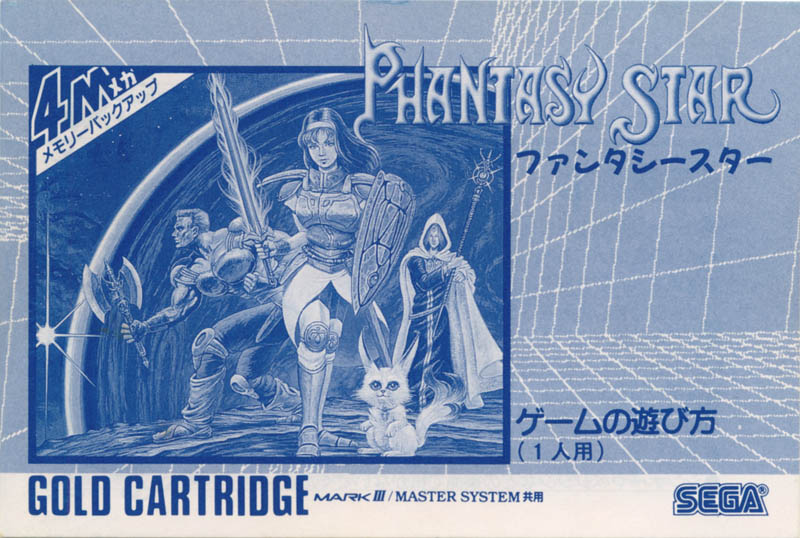 4Mメガ
メモリーバックアップ
PHANTASY STAR
ファンタシースター
ゲームの遊び方
(1人用)
GOLD CARTRIDGE MARK III / MASTER SYSTEM 共用
SEGA®